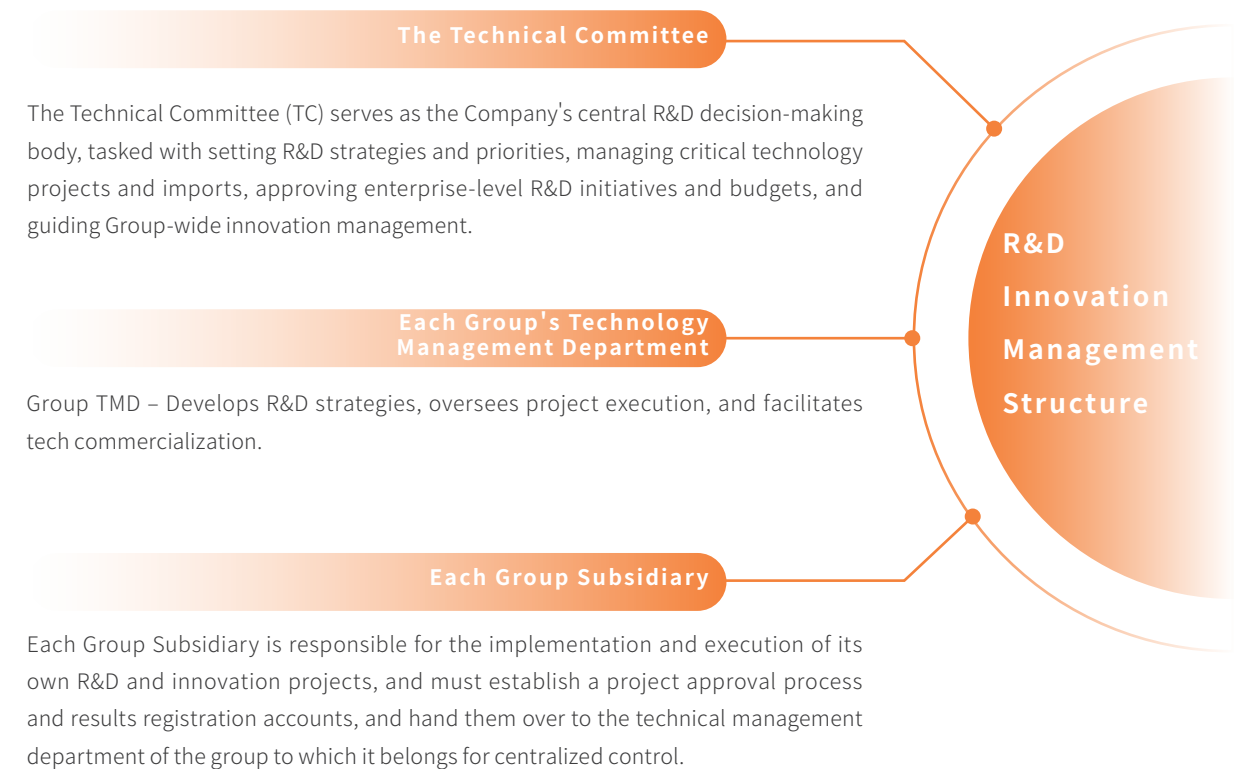 The Technical Committee
The Technical Committee (TC) serves as the Company's central R&D decision-making
body, tasked with setting R&D strategies and priorities, managing critical technology
projects and imports, approving enterprise-level R&D initiatives and budgets, and
guiding Group-wide innovation management.
Each Group's Technology
Management Department
Group TMD – Develops R&D strategies, oversees project execution, and facilitates
tech commercialization.
Each Group Subsidiary
Each Group Subsidiary is responsible for the implementation and execution of its
own R&D and innovation projects, and must establish a project approval process
and results registration accounts, and hand them over to the technical management
department of the group to which it belongs for centralized control.
R&D
Innovation
Management
Structure